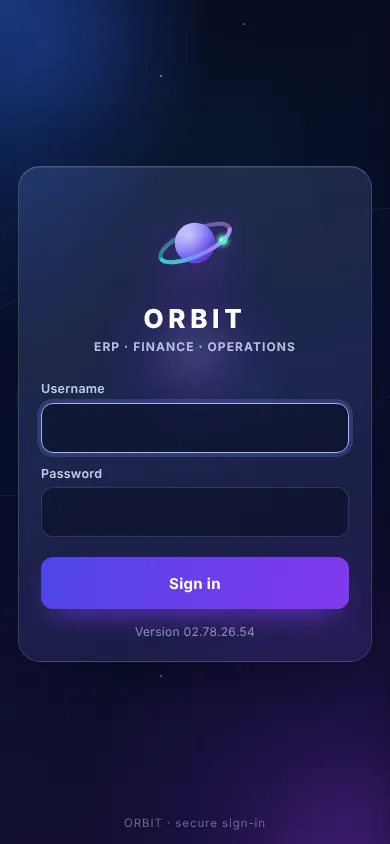 ORBIT
ERP · FINANCE · OPERATIONS
Username
Password
Sign in
Version 02.78.26.54
ORBIT · secure sign-in